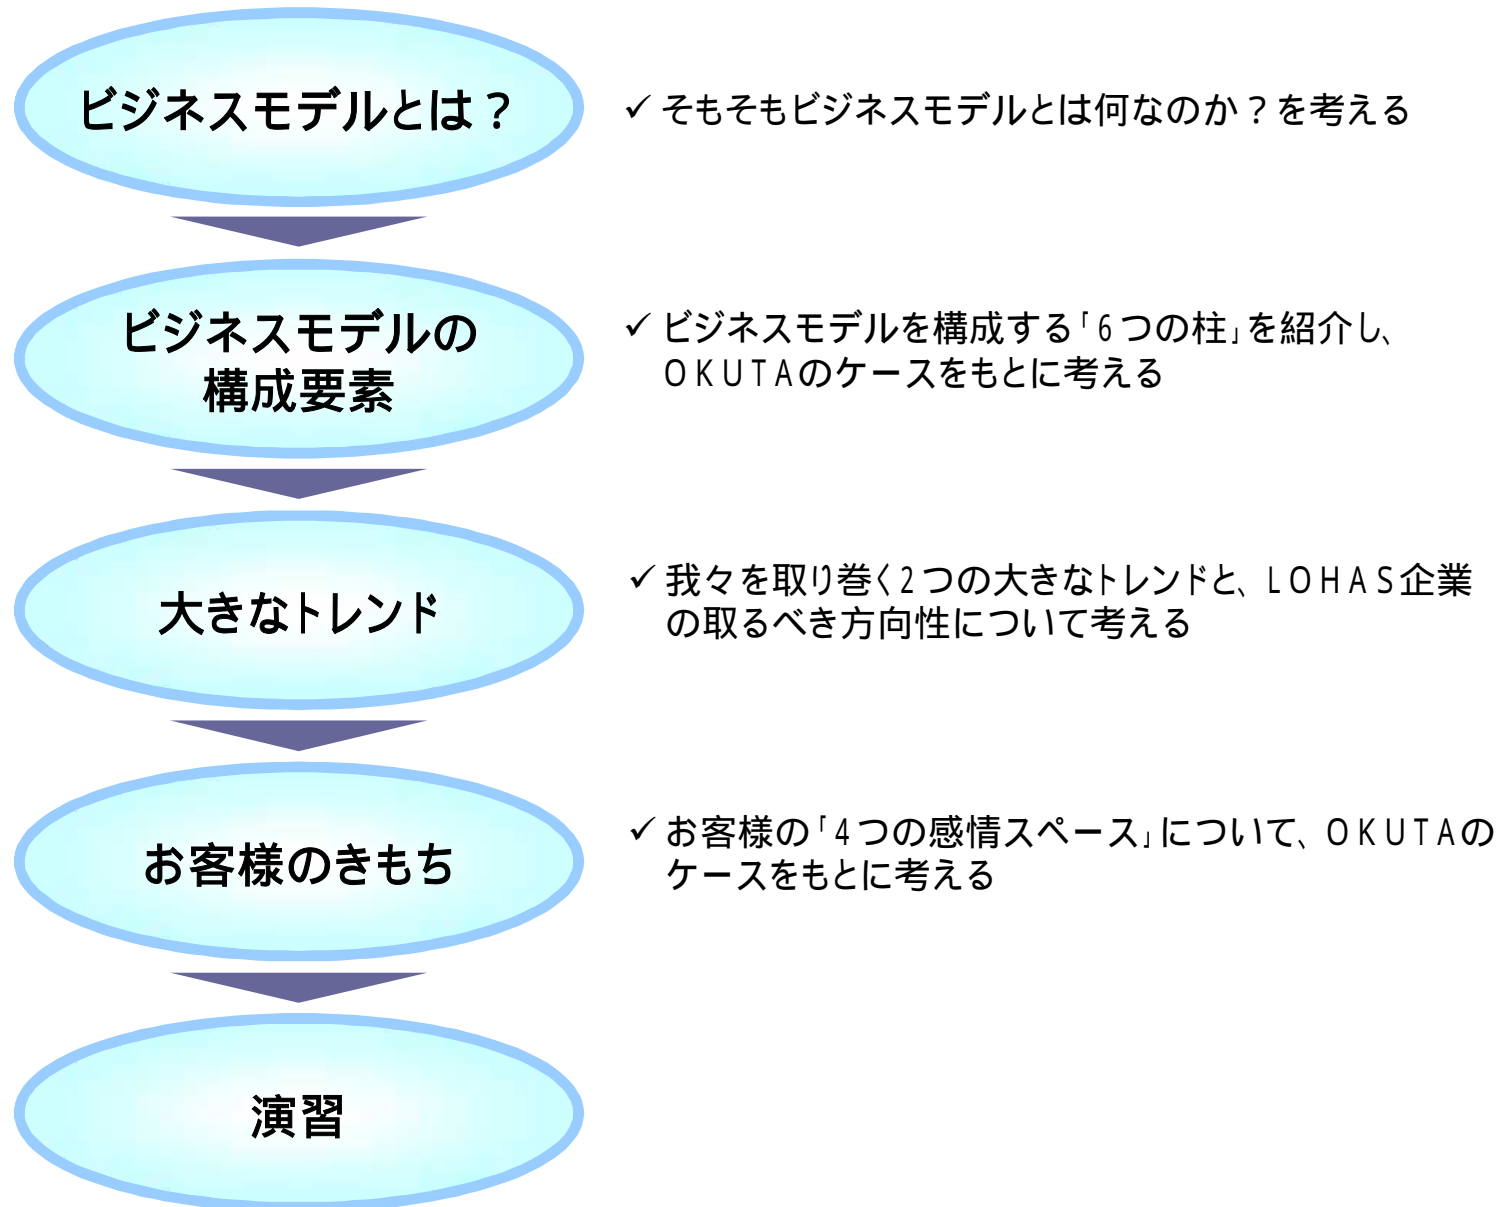 ビジネスモデルとは？
✓ そもそもビジネスモデルとは何なのか？を考える
ビジネスモデルの
構成要素
✓ ビジネスモデルを構成する「６つの柱」を紹介し、
ＯＫＵＴＡのケースをもとに考える
大きなトレンド
✓ 我々を取り巻く２つの大きなトレンドと、ＬＯＨＡＳ企業
の取るべき方向性について考える
お客様のきもち
✓ お客様の「４つの感情スペース」について、ＯＫＵＴＡの
ケースをもとに考える
演習